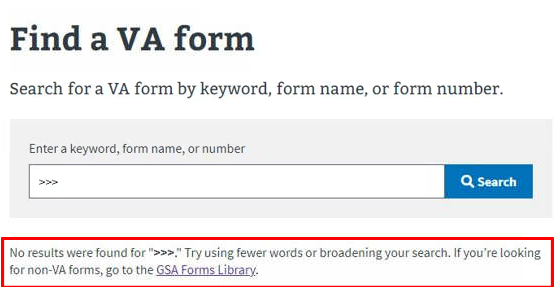 Find a VA form
Search for a VA form by keyword, form name, or form number.
Enter a keyword, form name, or number
>>>
Search
No results were found for ">>>." Try using fewer words or broadening your search. If you're looking
for non-VA forms, go to the GSA Forms Library.